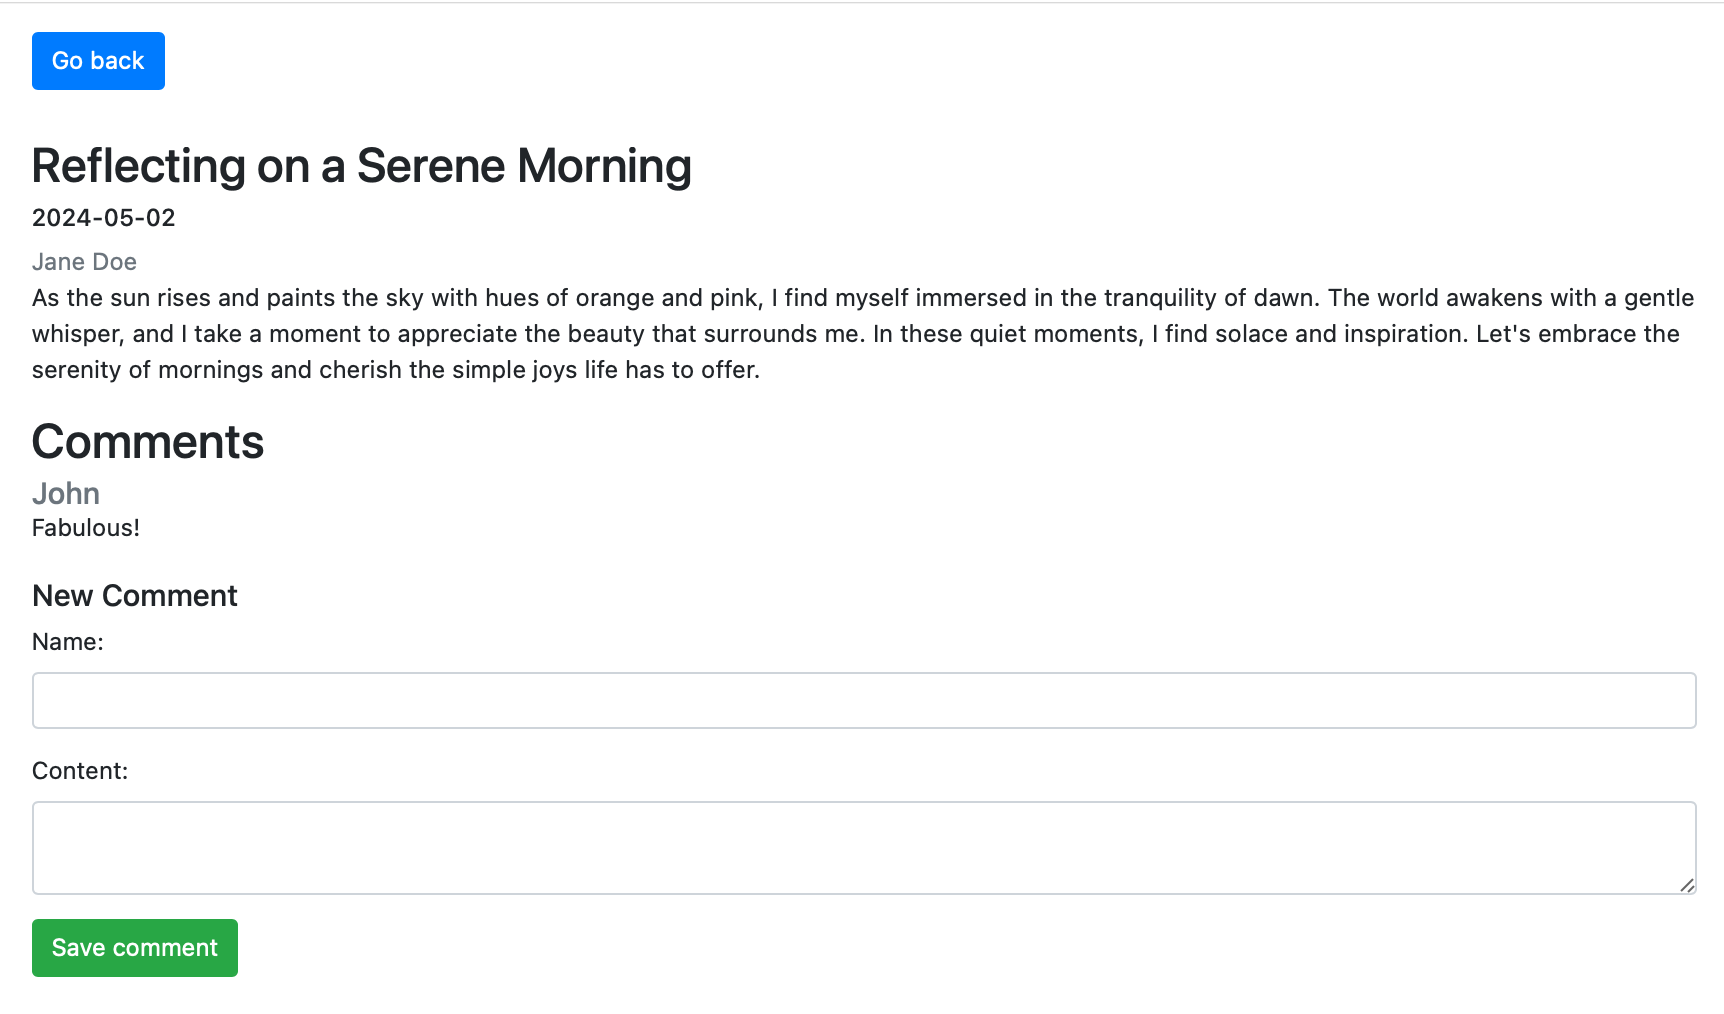 Go back
Reflecting on a Serene Morning
2024-05-02
Jane Doe
As the sun rises and paints the sky with hues of orange and pink, I find myself immersed in the tranquility of dawn. The world awakens with a gentle
whisper, and I take a moment to appreciate the beauty that surrounds me. In these quiet moments, I find solace and inspiration. Let's embrace the
serenity of mornings and cherish the simple joys life has to offer.
Comments
John
Fabulous!
New Comment
Name:
Content:
Save comment